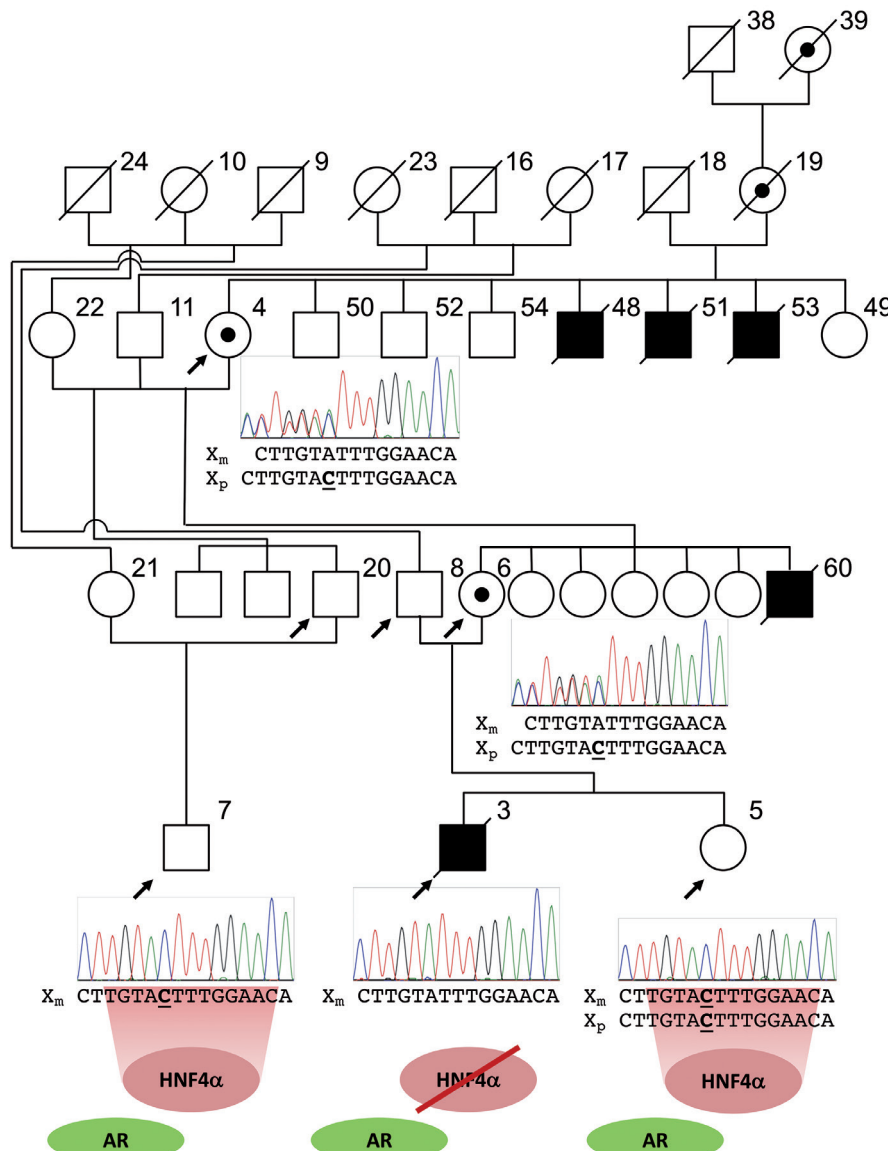 38 39
24 10 9 23 16 17 18 19
22 11 4 50 52 54 48 51 53 49
Xm CTTGTATTTGGAACA
Xp CTTGTACTTTGGAACA
21 20 8 6 60
Xm CTTGTATTTGGAACA
Xp CTTGTACTTTGGAACA
7 3 5
Xm CTTGTACTTTGGAACA Xm CTTGTATTTGGAACA Xm CTTGTACTTTGGAACA
Xp CTTGTACTTTGGAACA
HNF4α HNF4α HNF4α
AR AR AR